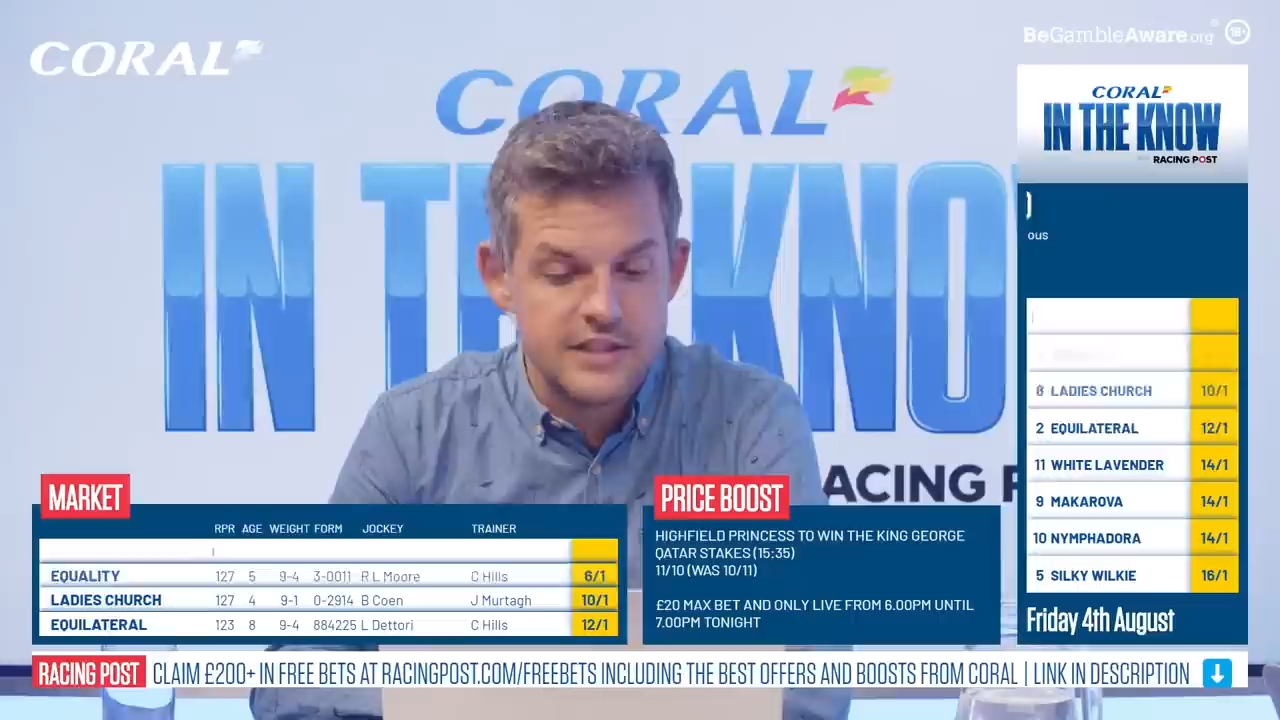 CORAL
BeGambleAware.org
18+
CORAL
IN THE KNOW
RACING P
CORAL
IN THE KNOW
RACING POST
ous
8 LADIES CHURCH 10/1
2 EQUILATERAL 12/1
11 WHITE LAVENDER 14/1
9 MAKAROVA 14/1
10 NYMPHADORA 14/1
5 SILKY WILKIE 16/1
Friday 4th August
MARKET
RPR AGE WEIGHT FORM JOCKEY TRAINER
EQUALITY 127 5 9-4 3-0011 R L Moore C Hills 6/1
LADIES CHURCH 127 4 9-1 0-2914 B Coen J Murtagh 10/1
EQUILATERAL 123 8 9-4 884225 L Dettori C Hills 12/1
PRICE BOOST
HIGHFIELD PRINCESS TO WIN THE KING GEORGE
QATAR STAKES (15:35)
11/10 (WAS 10/11)
£20 MAX BET AND ONLY LIVE FROM 6.00PM UNTIL
7.00PM TONIGHT
RACING POST CLAIM £200+ IN FREE BETS AT RACINGPOST.COM/FREEBETS INCLUDING THE BEST OFFERS AND BOOSTS FROM CORAL | LINK IN DESCRIPTION